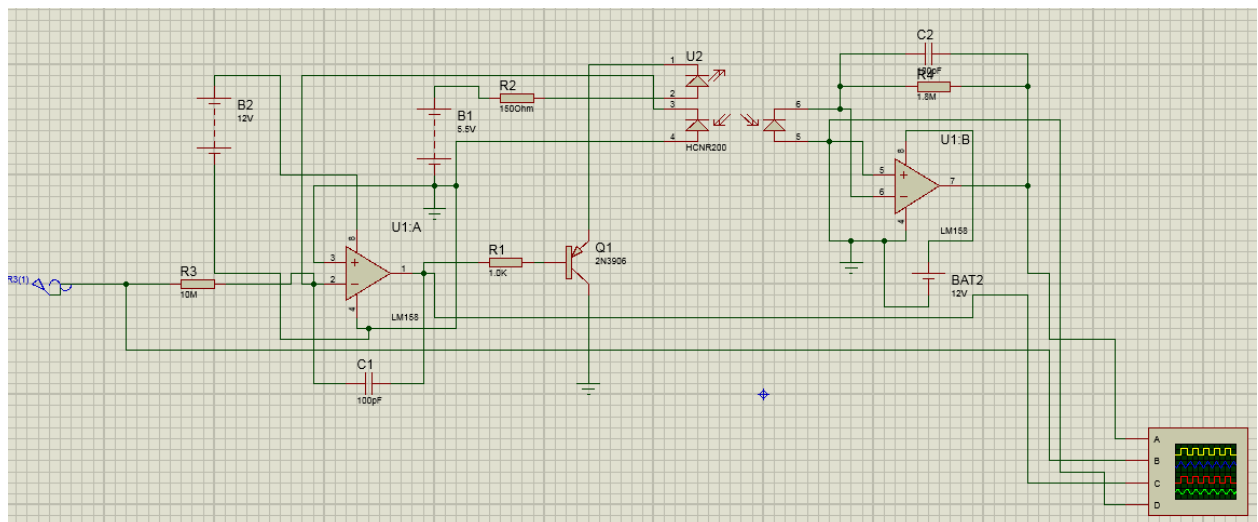 B2
12V
B1
5.5V
R2
150Ohm
U2
1
2
3
4
HCNR200
6
5
C2
R4
1.8M
U1:B
8
5
6
7
4
LM158
BAT2
12V
U1:A
8
3
2
1
4
LM158
R1
1.0K
Q1
2N3906
R3(1)
R3
10M
C1
100pF
A
B
C
D